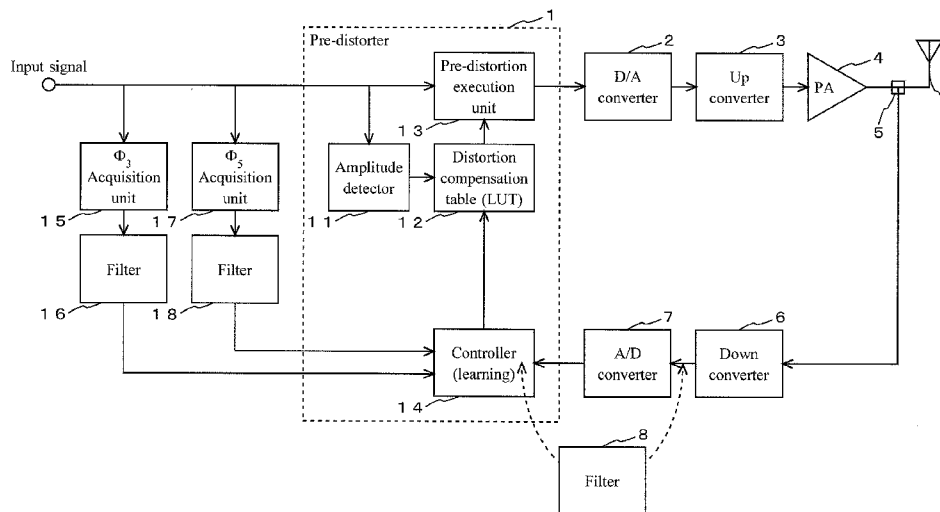 1
Pre-distorter
Input signal
Pre-distortion
execution
unit
13
2
D/A
converter
3
Up
converter
4
PA
5
Φ3
Acquisition
unit
15
Φ5
Acquisition
unit
17
Amplitude
detector
11
Distortion
compensation
table (LUT)
12
Filter
16
Filter
18
Controller
(learning)
14
7
A/D
converter
6
Down
converter
8
Filter